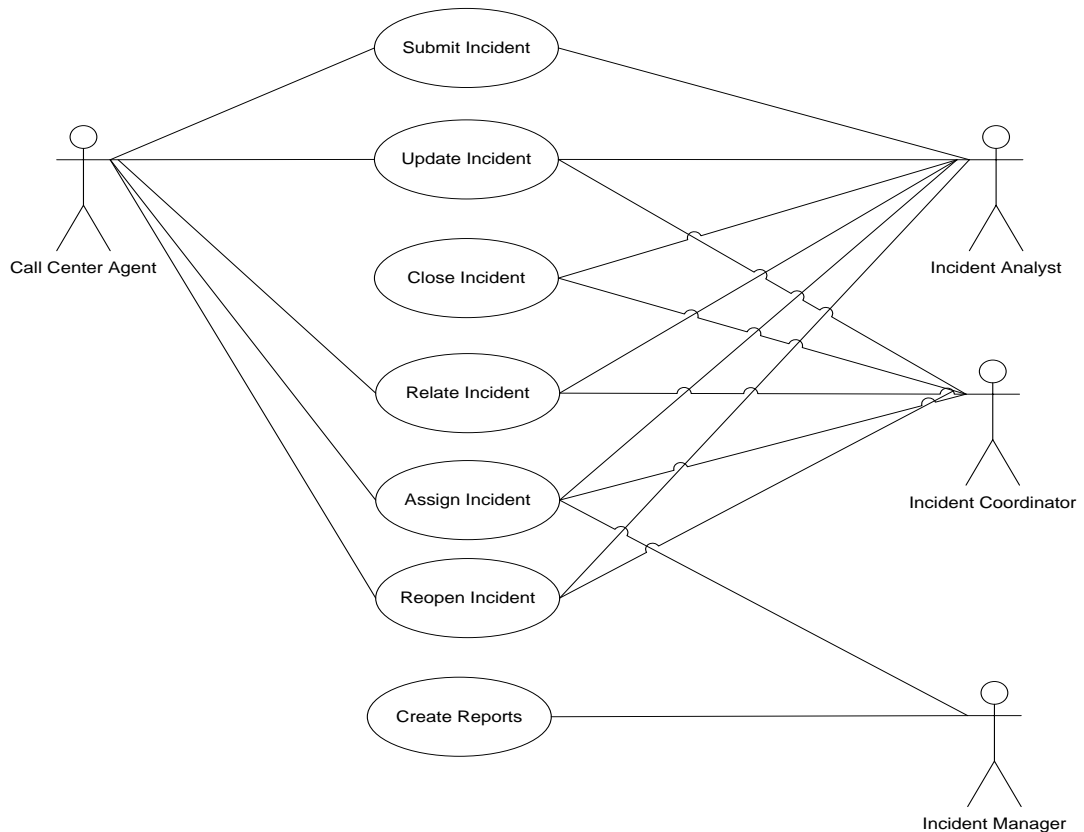 Submit Incident
Update Incident
Call Center Agent
Incident Analyst
Close Incident
Relate Incident
Assign Incident
Incident Coordinator
Reopen Incident
Create Reports
Incident Manager